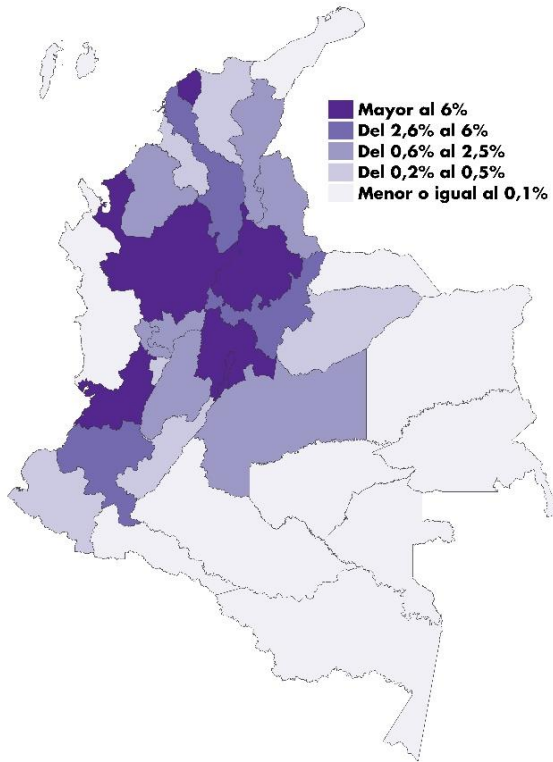 Mayor al 6%
Del 2,6% al 6%
Del 0,6% al 2,5%
Del 0,2% al 0,5%
Menor o igual al 0,1%